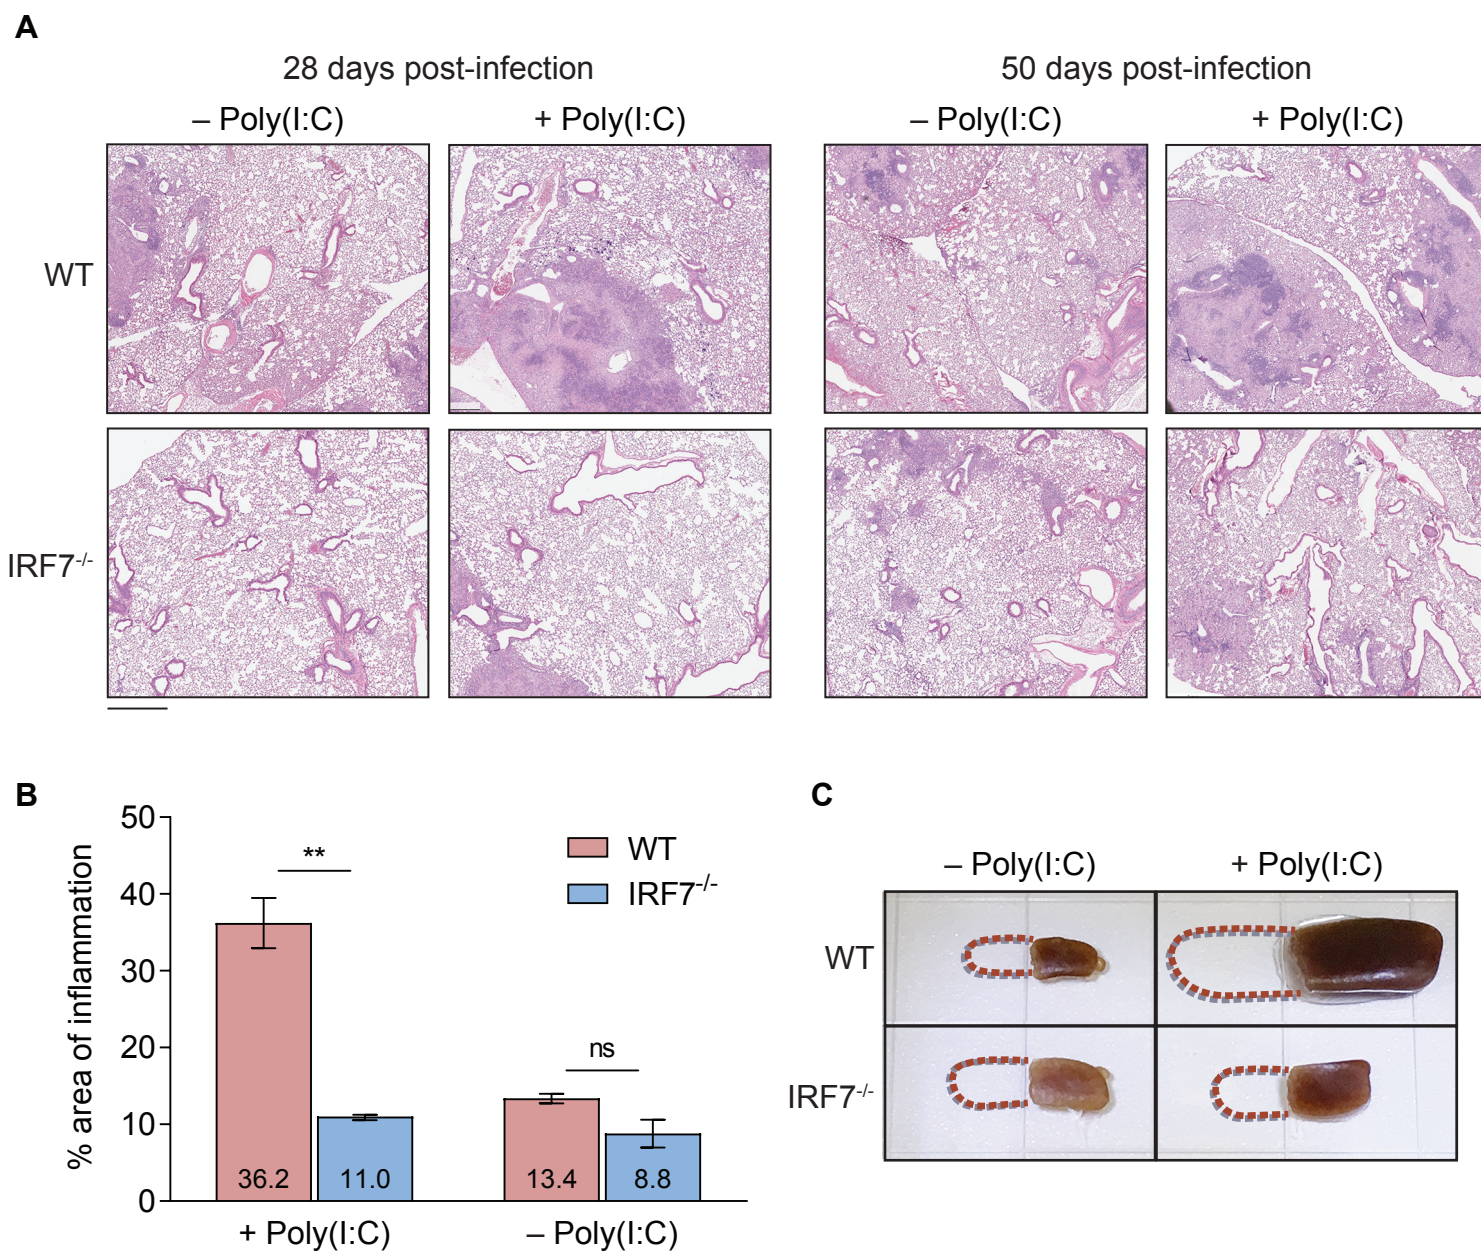 A
28 days post-infection
50 days post-infection
– Poly(I:C)
+ Poly(I:C)
– Poly(I:C)
+ Poly(I:C)
WT
IRF7-/-
B
50
40
30
20
10
0
% area of inflammation
**
ns
WT
IRF7-/-
36.2
11.0
13.4
8.8
+ Poly(I:C)
– Poly(I:C)
C
– Poly(I:C)
+ Poly(I:C)
WT
IRF7-/-